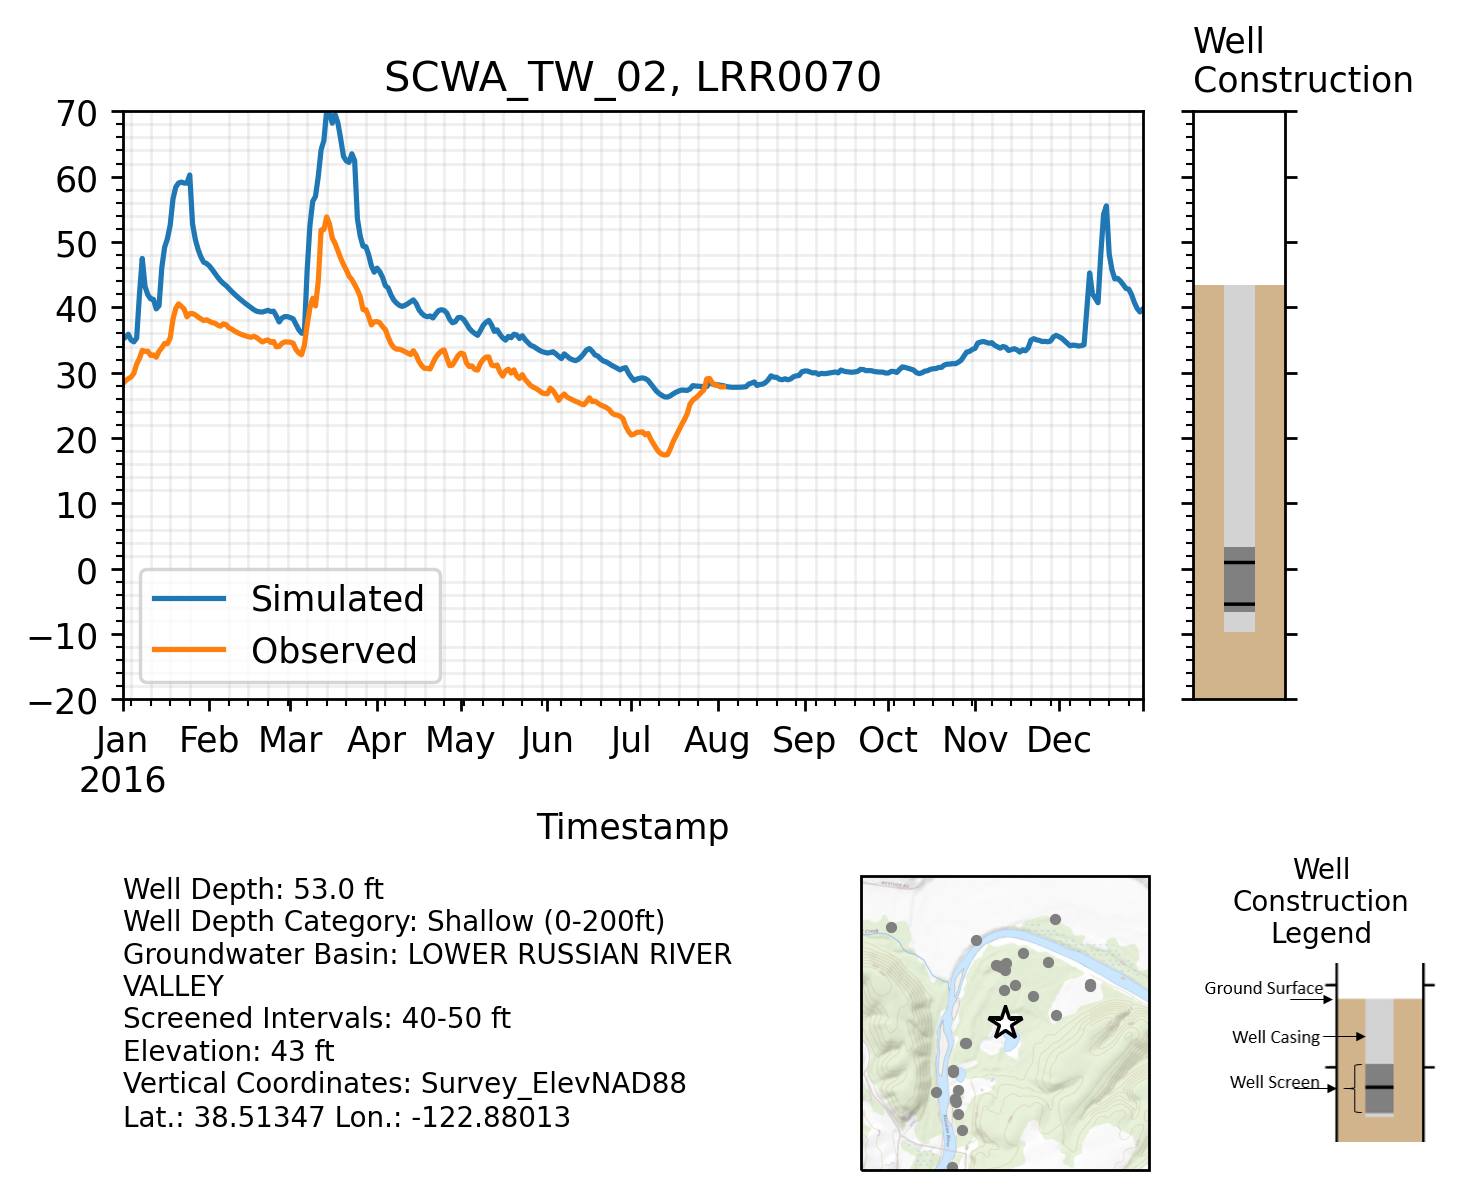 Well
Construction
SCWA_TW_02, LRR0070
70
60
50
40
30
20
10
0
−10
−20
Simulated
Observed
Jan Feb Mar Apr May Jun Jul Aug Sep Oct Nov Dec
2016
Timestamp
Well Depth: 53.0 ft
Well Depth Category: Shallow (0-200ft)
Groundwater Basin: LOWER RUSSIAN RIVER
VALLEY
Screened Intervals: 40-50 ft
Elevation: 43 ft
Vertical Coordinates: Survey_ElevNAD88
Lat.: 38.51347 Lon.: -122.88013
Well
Construction
Legend
Ground Surface
Well Casing
Well Screen